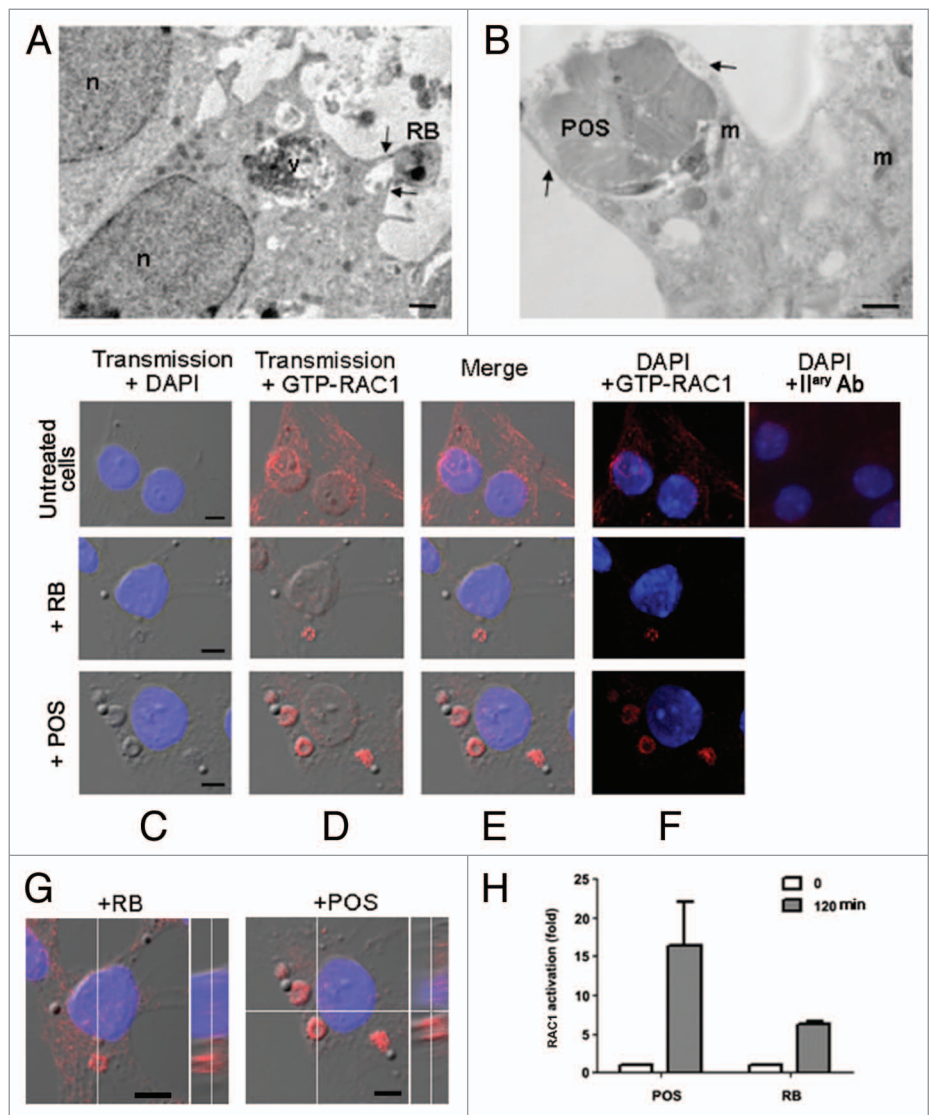 A
n
n
v
RB
B
POS
m
m
Transmission + DAPI
Transmission + GTP-RAC1
Merge
DAPI +GTP-RAC1
DAPI +IIary Ab
Untreated cells
+ RB
+ POS
C
D
E
F
G
+RB
+POS
H
RAC1 activation (fold)
25
20
15
10
5
0
0
120 min
POS
RB